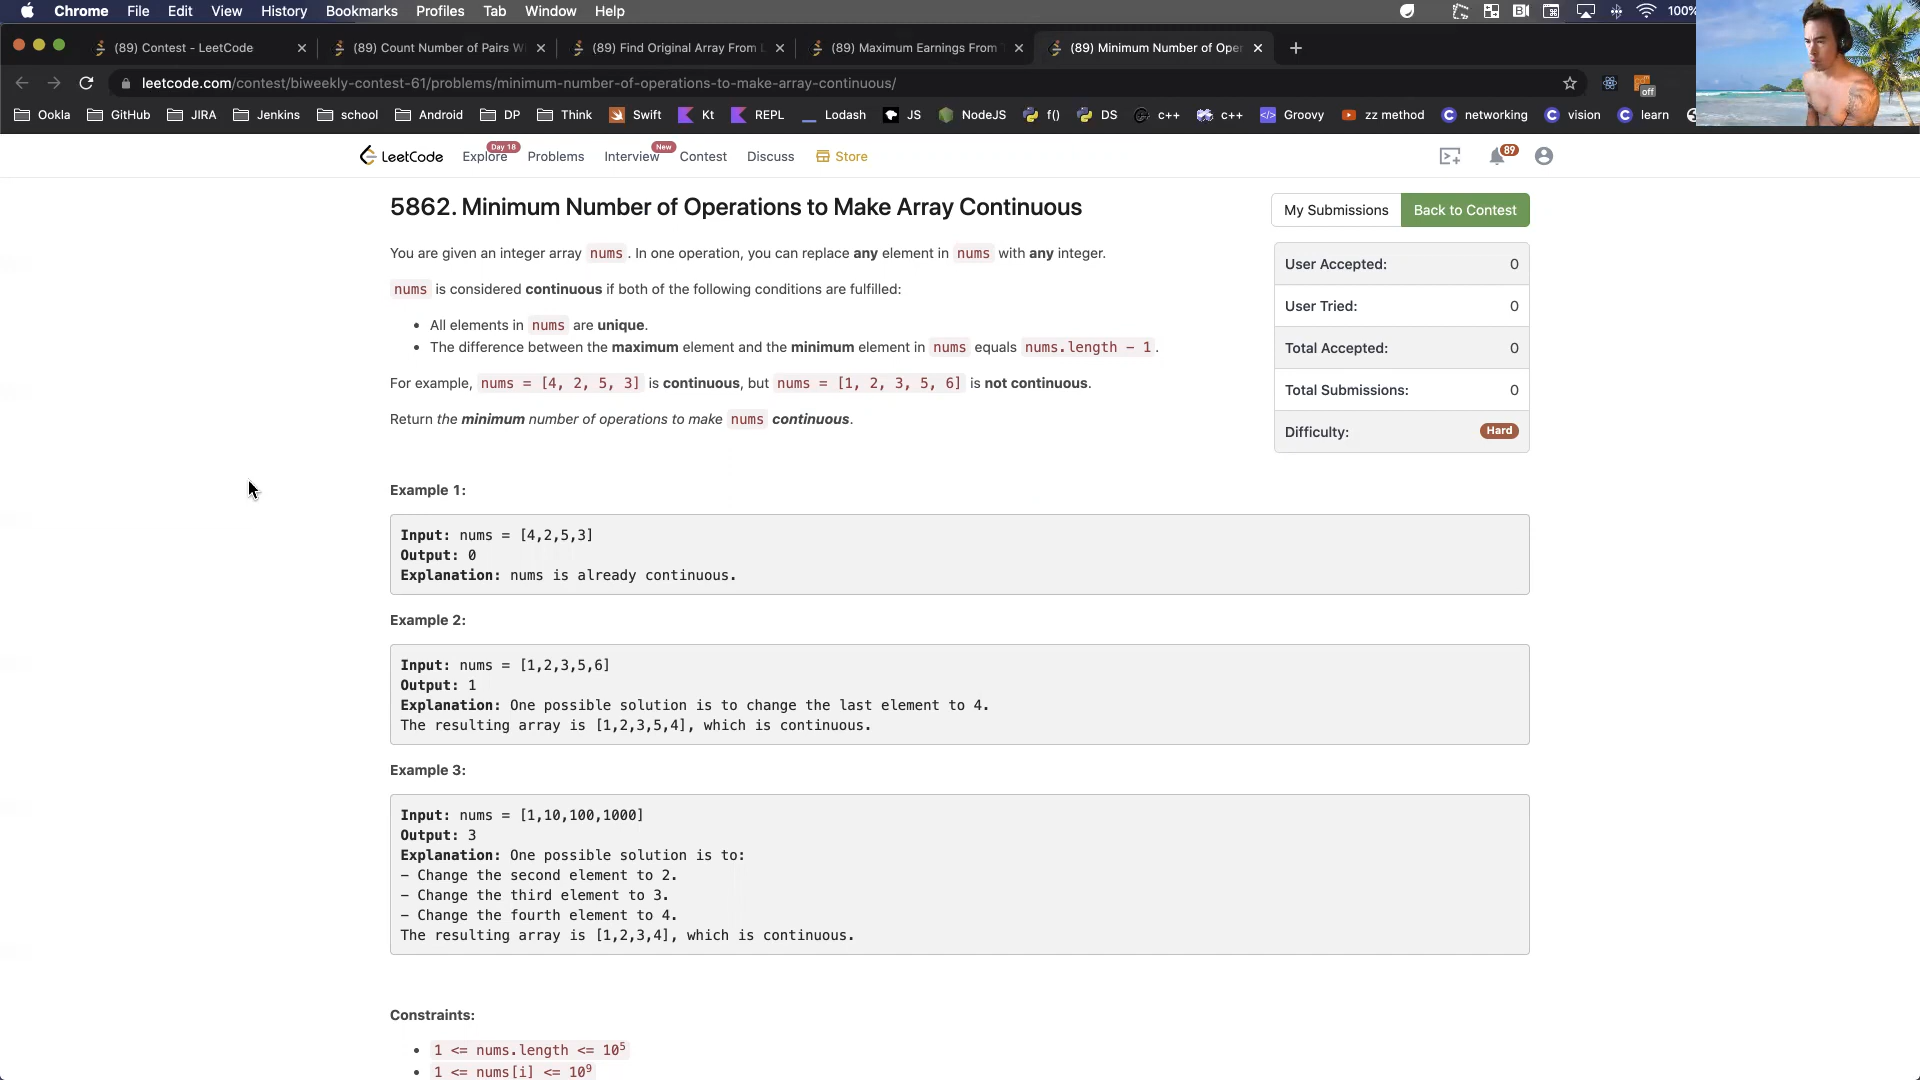 Chrome File Edit View History Bookmarks Profiles Tab Window Help 100%
(89) Contest - LeetCode (89) Count Number of Pairs W (89) Find Original Array From (89) Maximum Earnings From (89) Minimum Number of Oper
leetcode.com/contest/biweekly-contest-61/problems/minimum-number-of-operations-to-make-array-continuous/ off
Ookla GitHub JIRA Jenkins school Android DP Think Swift Kt REPL Lodash JS NodeJS f() DS c++ c++ Groovy zz method networking vision learn
LeetCode Explore Day 18 Problems Interview New Contest Discuss Store 89
5862. Minimum Number of Operations to Make Array Continuous
My Submissions Back to Contest
You are given an integer array nums . In one operation, you can replace any element in nums with any integer.
nums is considered continuous if both of the following conditions are fulfilled:
• All elements in nums are unique.
• The difference between the maximum element and the minimum element in nums equals nums.length - 1 .
For example, nums = [4, 2, 5, 3] is continuous, but nums = [1, 2, 3, 5, 6] is not continuous.
Return the minimum number of operations to make nums continuous.
User Accepted: 0
User Tried: 0
Total Accepted: 0
Total Submissions: 0
Difficulty: Hard
Example 1:
Input: nums = [4,2,5,3]
Output: 0
Explanation: nums is already continuous.
Example 2:
Input: nums = [1,2,3,5,6]
Output: 1
Explanation: One possible solution is to change the last element to 4.
The resulting array is [1,2,3,5,4], which is continuous.
Example 3:
Input: nums = [1,10,100,1000]
Output: 3
Explanation: One possible solution is to:
- Change the second element to 2.
- Change the third element to 3.
- Change the fourth element to 4.
The resulting array is [1,2,3,4], which is continuous.
Constraints:
• 1 <= nums.length <= 10⁵
• 1 <= nums[i] <= 10⁹